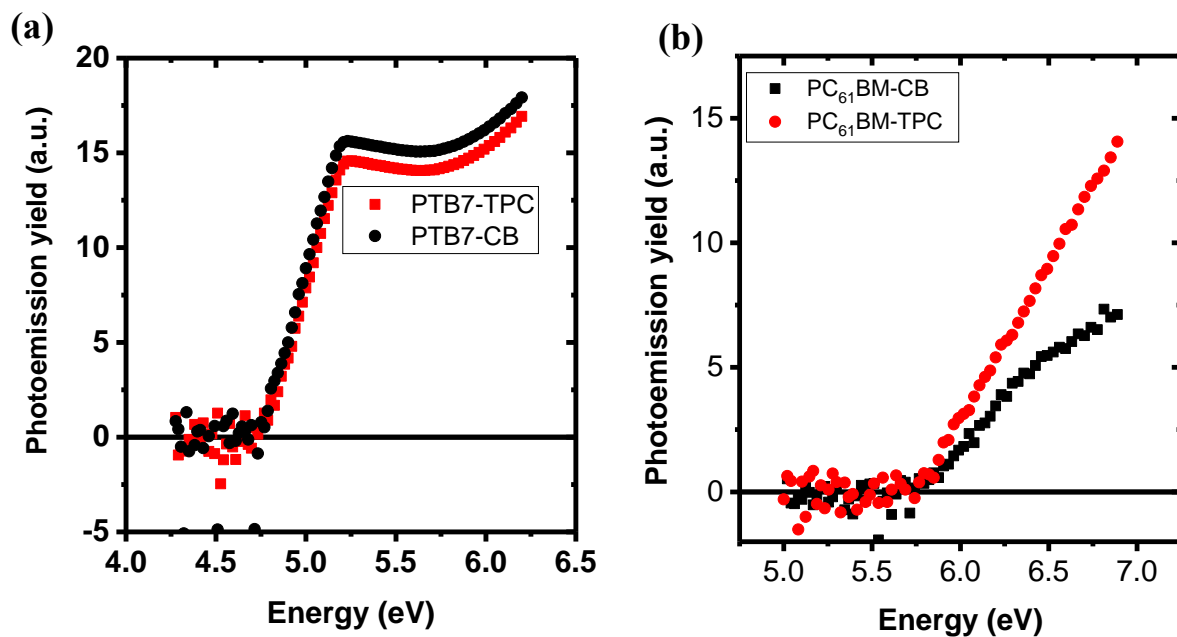 (a)
Photoemission yield (a.u.)
20
15
10
5
0
-5
4.0 4.5 5.0 5.5 6.0 6.5
Energy (eV)
PTB7-TPC
PTB7-CB
(b)
Photoemission yield (a.u.)
15
10
5
0
5.0 5.5 6.0 6.5 7.0
Energy (eV)
PC61BM-CB
PC61BM-TPC